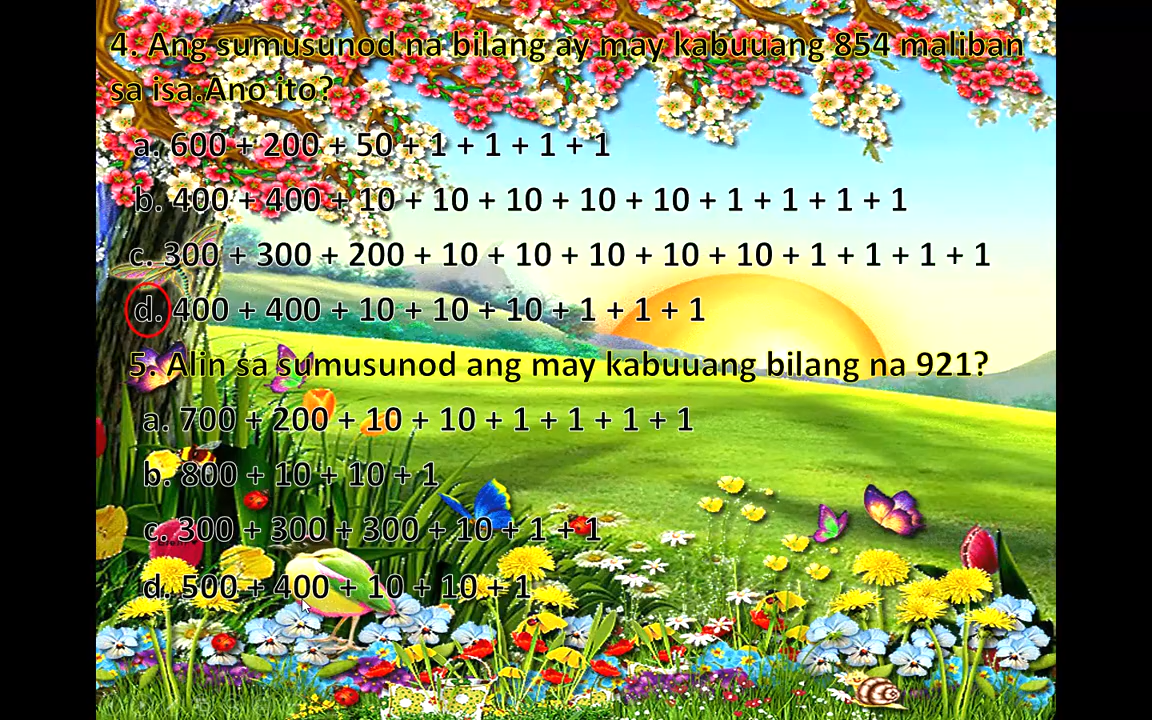 4. Ang sumusunod na bilang ay may kabuuang 854 maliban
sa isa.Ano ito?
a. 600 + 200 + 50 + 1 + 1 + 1 + 1
b. 400 + 400 + 10 + 10 + 10 + 10 + 10 + 1 + 1 + 1 + 1
c. 300 + 300 + 200 + 10 + 10 + 10 + 10 + 10 + 1 + 1 + 1 + 1
d. 400 + 400 + 10 + 10 + 10 + 1 + 1 + 1
5. Alin sa sumusunod ang may kabuuang bilang na 921?
a. 700 + 200 + 10 + 10 + 1 + 1 + 1 + 1
b. 800 + 10 + 10 + 1
c. 300 + 300 + 300 + 10 + 1 + 1
d. 500 + 400 + 10 + 10 + 1